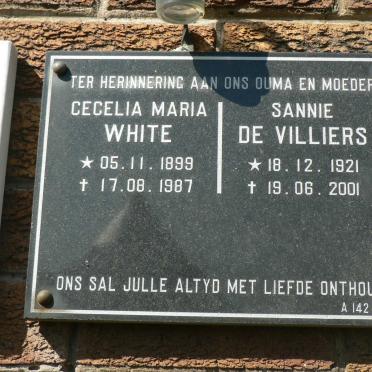 TER HERINNERING AAN ONS OUMA EN MOEDER
CECELIA MARIA
WHITE
★ 05.11.1899
✝ 17.08.1987
SANNIE
DE VILLIERS
★ 18.12.1921
✝ 19.06.2001
ONS SAL JULLE ALTYD MET LIEFDE ONTHOU
A 142